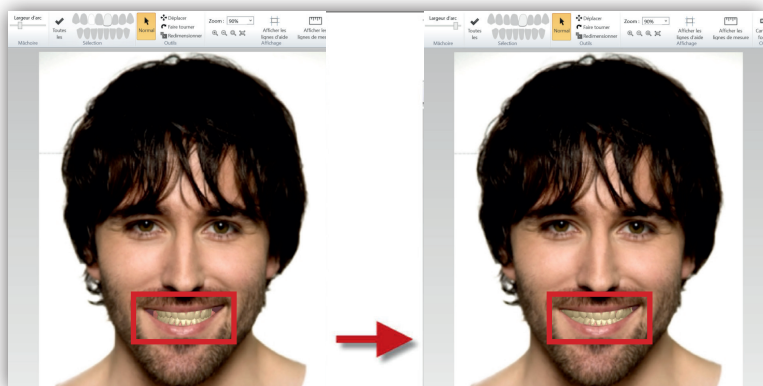 Largeur d'arc
Mâchoire
Toutes
les
Sélection
Normal
Déplacer
Faire tourner
Redimensionner
Outils
Zoom : 90%
Afficher les
lignes d'aide
Affichage
Afficher les
lignes de mes
Largeur d'arc
Mâchoire
Toutes
les
Sélection
Normal
Déplacer
Faire tourner
Redimensionner
Outils
Zoom : 90%
Afficher les
lignes d'aide
Affichage
Afficher les
lignes de mesure